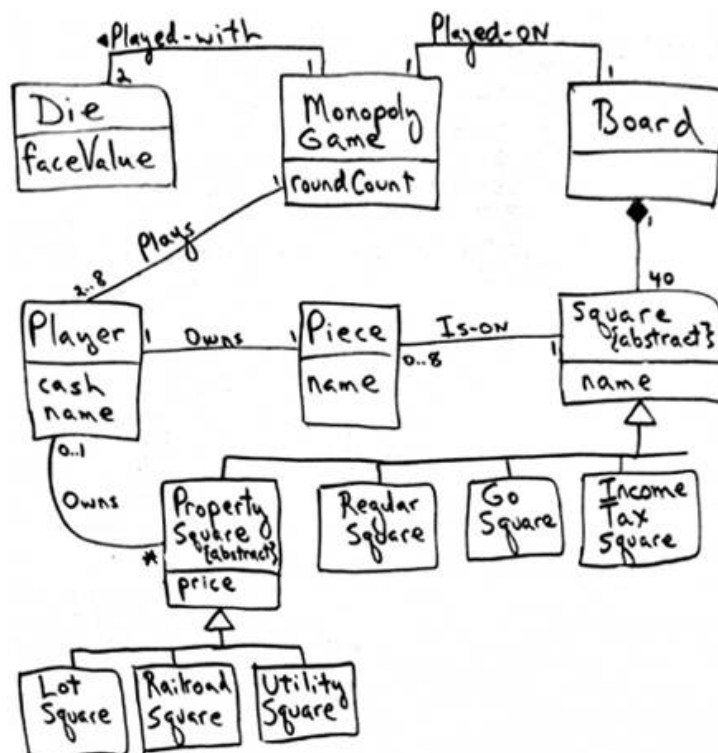 ◄Played-with
Played-ON
2
1
1
1
Die
faceValue
Monopoly
Game
roundCount
Board
1
Plays
2..8
1
40
Player
cash
name
1
Owns
1
Piece
name
0..8
Is-ON
1
Square
{abstract}
name
0..1
Owns
*
Property
Square
{abstract}
price
Regular
Square
Go
Square
Income
Tax
Square
Lot
Square
Railroad
Square
Utility
Square